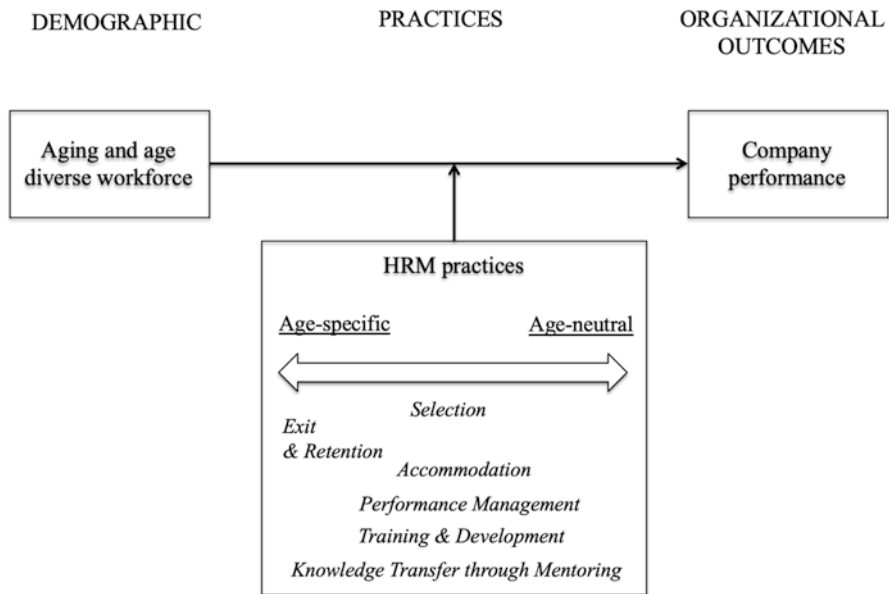 DEMOGRAPHIC
PRACTICES
ORGANIZATIONAL
OUTCOMES
Aging and age
diverse workforce
Company
performance
HRM practices
Age-specific
Age-neutral
Selection
Exit
& Retention
Accommodation
Performance Management
Training & Development
Knowledge Transfer through Mentoring